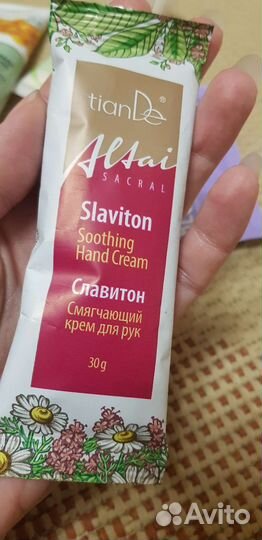 tianDe
Altai
SACRAL
Slaviton
Soothing
Hand Cream
Славитон
Смягчающий
крем для рук
30 g
Avito